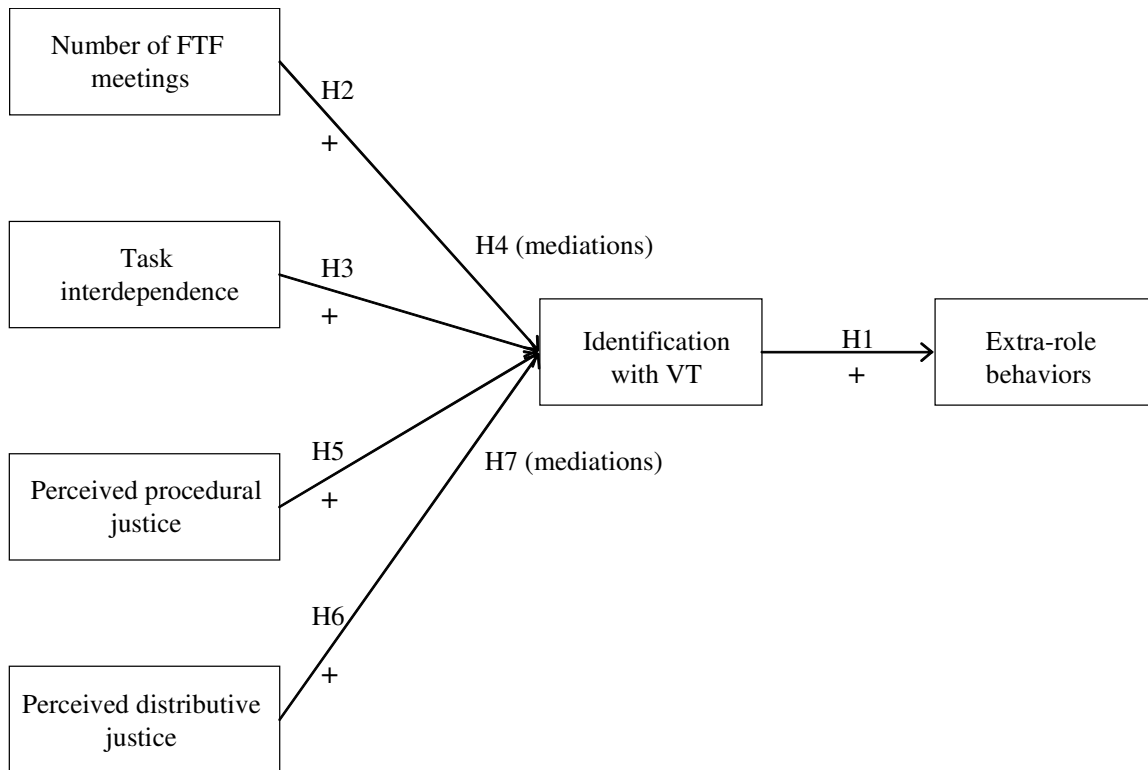 Number of FTF
meetings
H2
+
H4 (mediations)
Task
interdependence
H3
+
Identification
with VT
H1
+
Extra-role
behaviors
Perceived procedural
justice
H5
+
H7 (mediations)
Perceived distributive
justice
H6
+